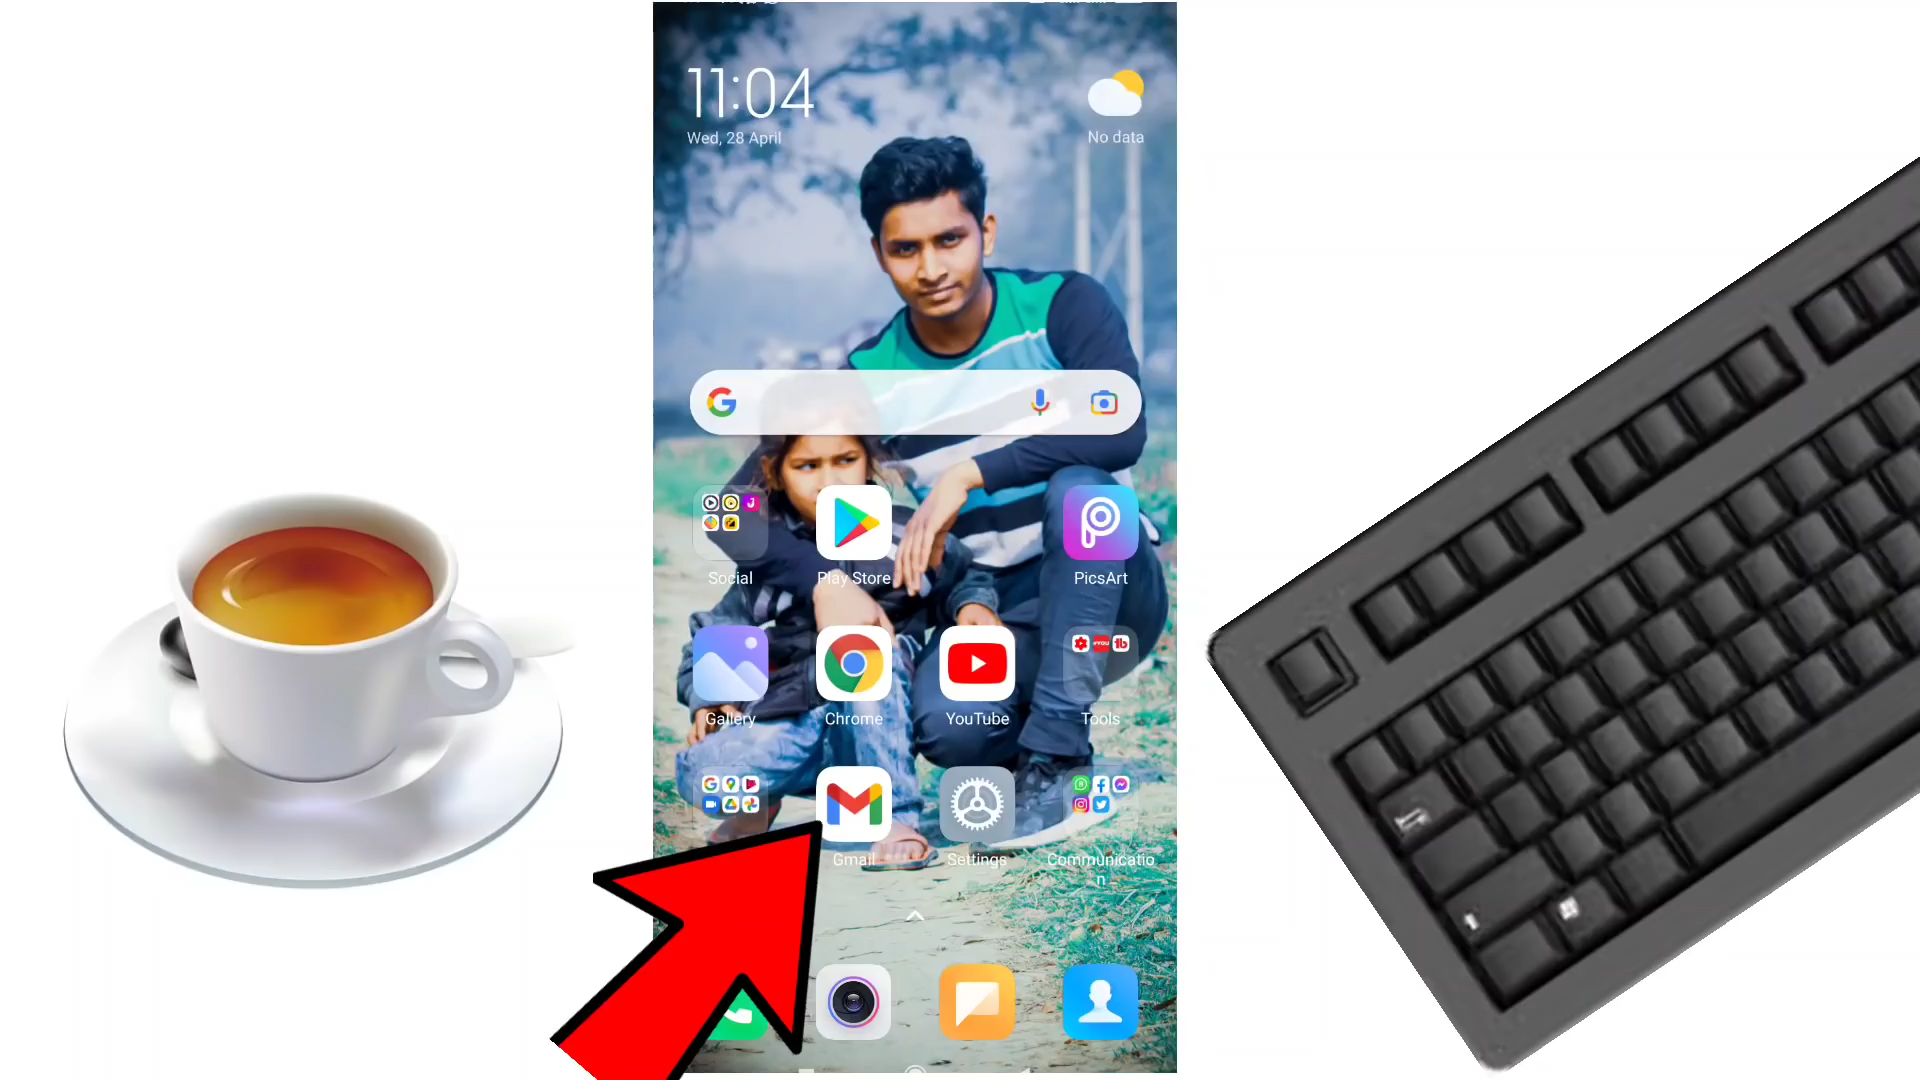 11:04
Wed, 28 April
No data
Social
Play Store
PicsArt
Gallery
Chrome
YouTube
Tools
Gmail
Settings
Communicatio
n